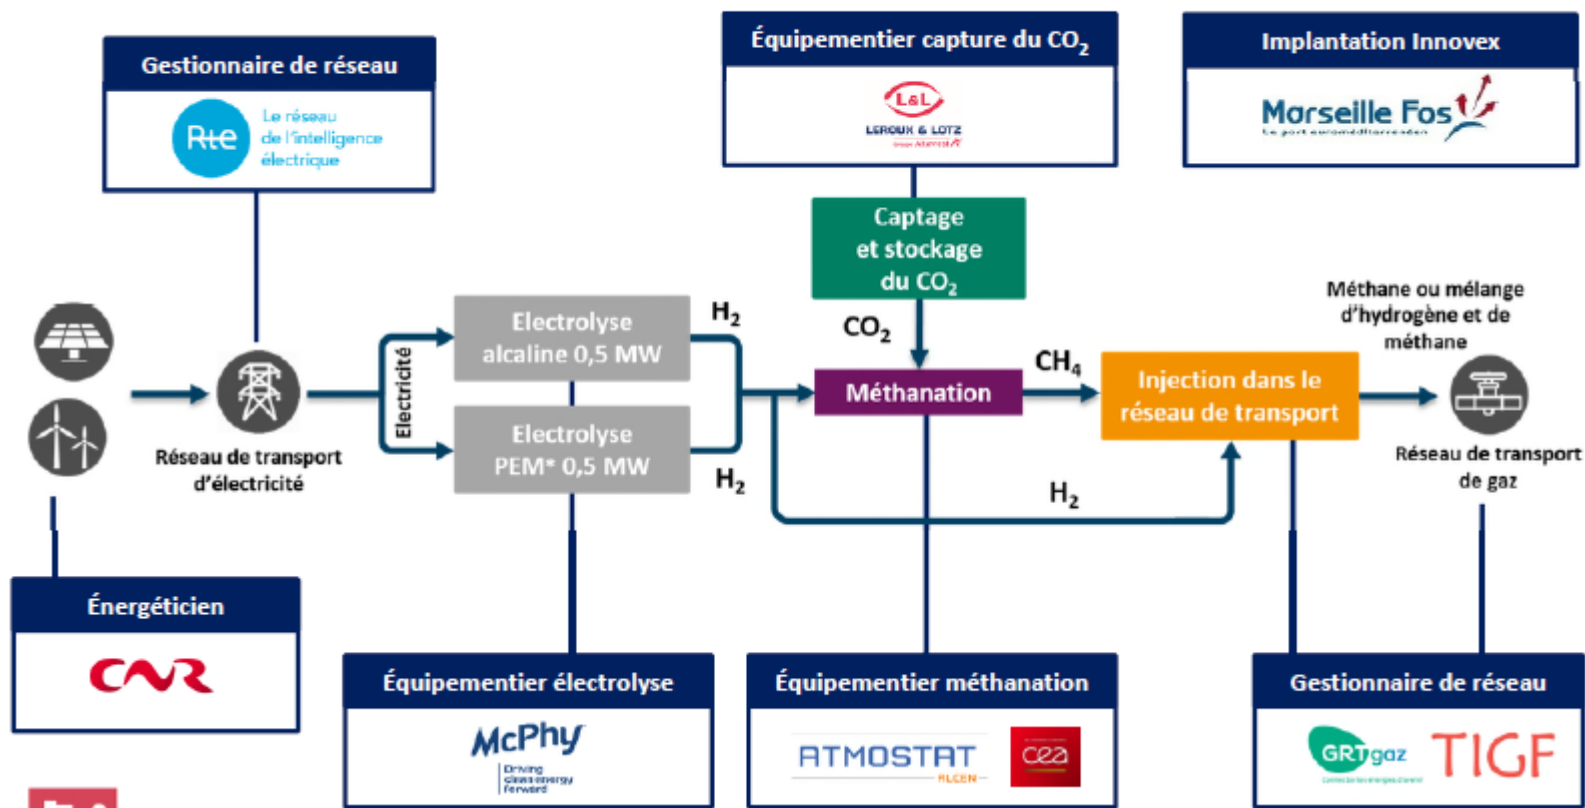 Gestionnaire de réseau
Rte
Le réseau
de l'intelligence
électrique
Équipementier capture du CO₂
L&L
LEROUX & LOTZ
Implantation Innovex
Marseille Fos
Le port euroméditerranéen
Captage
et stockage
du CO₂
CO₂
Electricité
Electrolyse
alcaline 0,5 MW
H₂
Electrolyse
PEM* 0,5 MW
H₂
Méthanation
CH₄
H₂
Injection dans le
réseau de transport
Méthane ou mélange
d'hydrogène et de
méthane
Réseau de transport
d'électricité
Réseau de transport
de gaz
Énergéticien
CNR
Équipementier électrolyse
McPhy
Driving
clean energy
forward
Équipementier méthanation
ATMOSTAT
ALCEN
cea
Gestionnaire de réseau
GRTgaz
TIGF